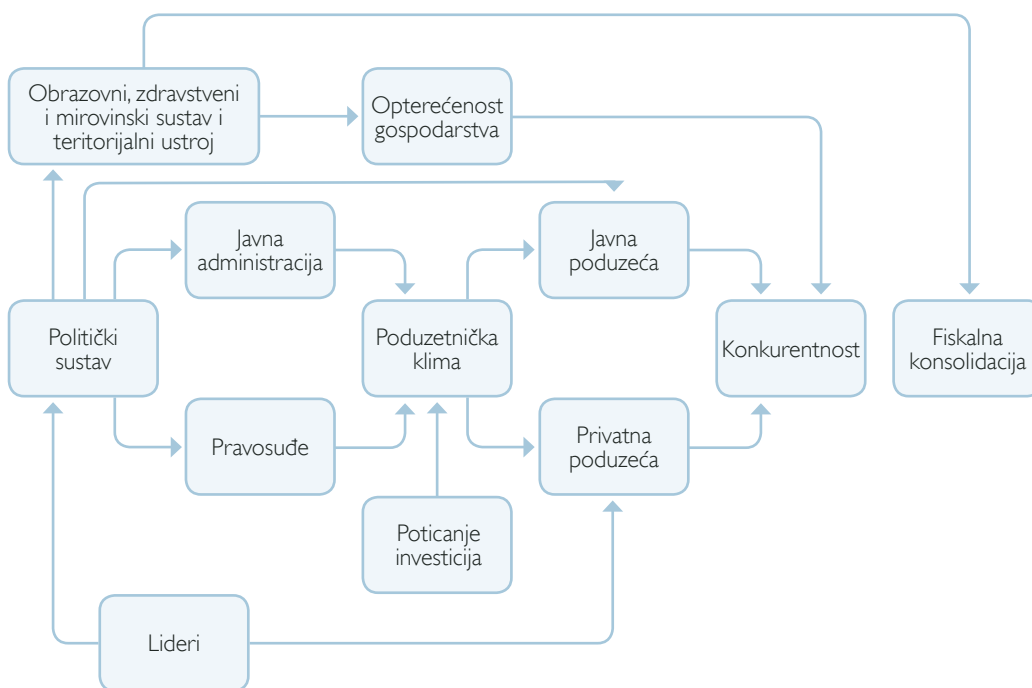 Obrazovni, zdravstveni
i mirovinski sustav i
teritorijalni ustroj
Opterećenost
gospodarstva
Javna
administracija
Javna
poduzeća
Politički
sustav
Poduzetnička
klima
Konkurentnost
Fiskalna
konsolidacija
Pravosuđe
Privatna
poduzeća
Poticanje
investicija
Lideri